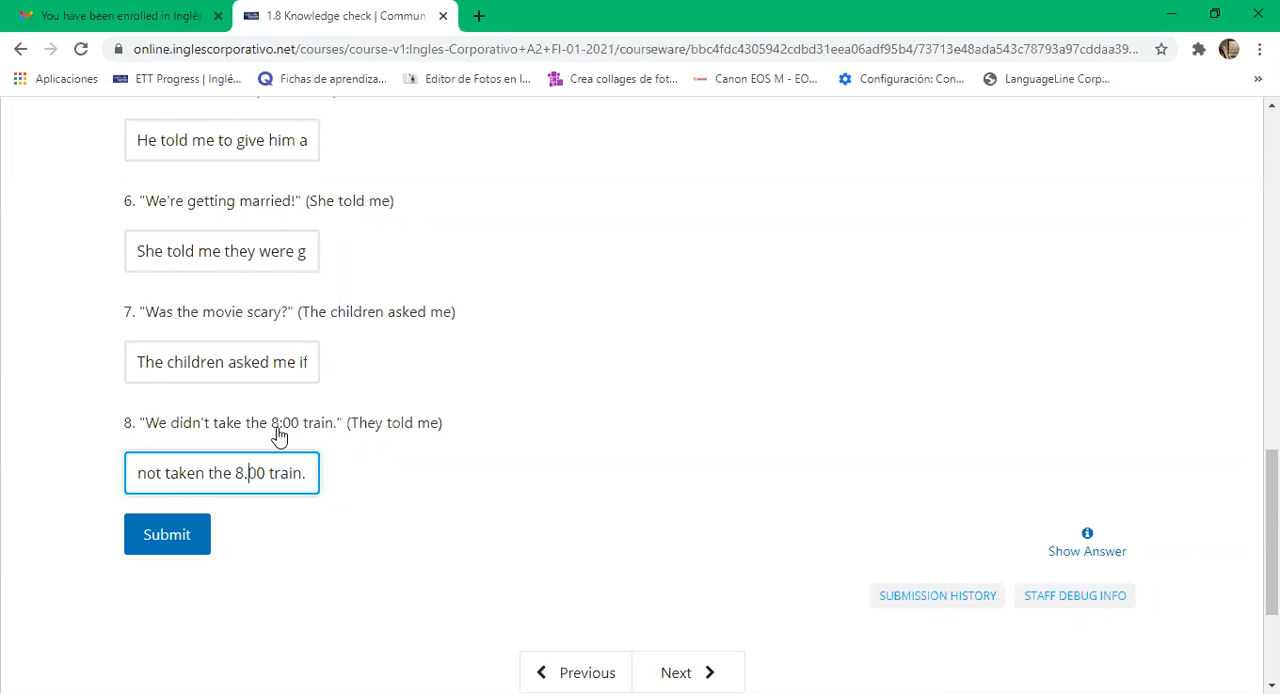 You have been enrolled in Inglés
1.8 Knowledge check | Commun
online.inglescorporativo.net/courses/course-v1:Ingles-Corporativo+A2+FI-01-2021/courseware/bbc4fdc4305942cdbd31eea06adf95b4/73713e48ada543c78793a97cddaa39...
Aplicaciones ETT Progress | Inglé... Fichas de aprendiza... Editor de Fotos en l... Crea collages de fot... Canon EOS M - EO... Configuración: Con... LanguageLine Corp... »
He told me to give him a
6. "We're getting married!" (She told me)
She told me they were g
7. "Was the movie scary?" (The children asked me)
The children asked me if
8. "We didn't take the 8:00 train." (They told me)
not taken the 8.00 train.
Submit
Show Answer
SUBMISSION HISTORY STAFF DEBUG INFO
Previous Next